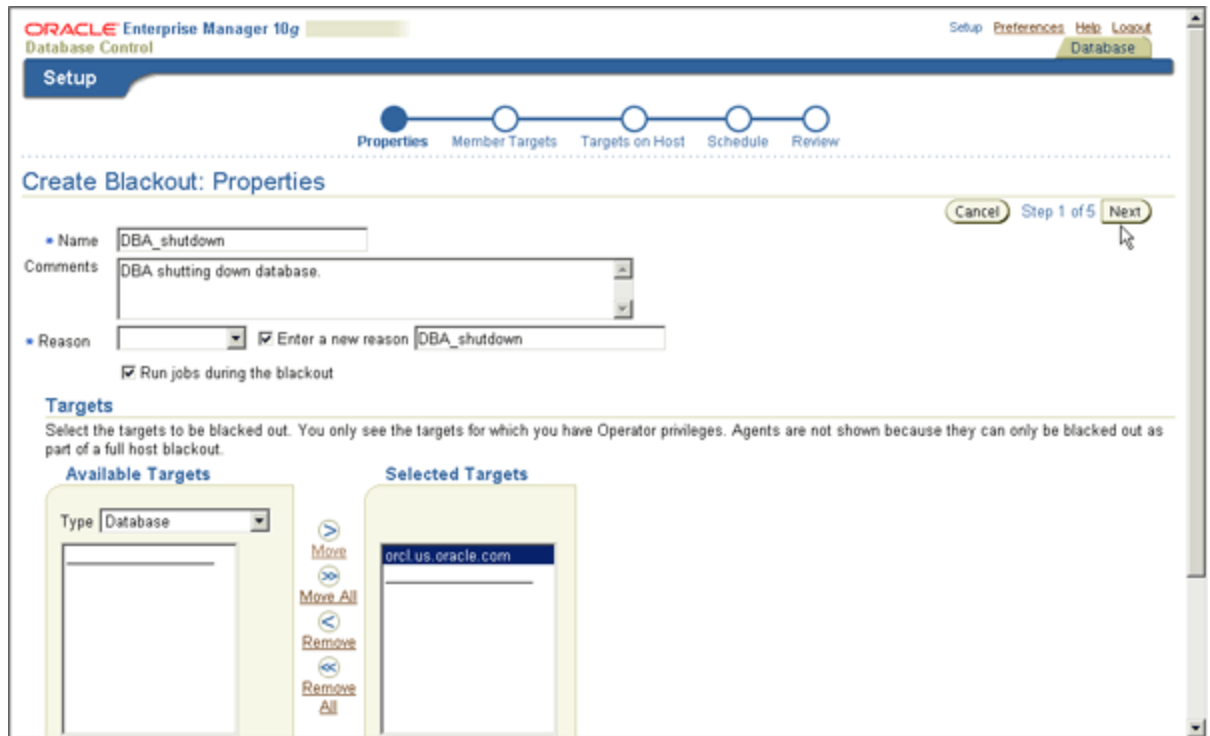 ORACLE Enterprise Manager 10g
Database Control
Setup Preferences Help Logout
Database
Setup
Properties Member Targets Targets on Host Schedule Review
Create Blackout: Properties
Cancel Step 1 of 5 Next
* Name DBA_shutdown
Comments DBA shutting down database.
* Reason Enter a new reason DBA_shutdown
Run jobs during the blackout
Targets
Select the targets to be blacked out. You only see the targets for which you have Operator privileges. Agents are not shown because they can only be blacked out as
part of a full host blackout.
Available Targets Selected Targets
Type Database
Move
orcl.us.oracle.com
Move All
Remove
Remove
All